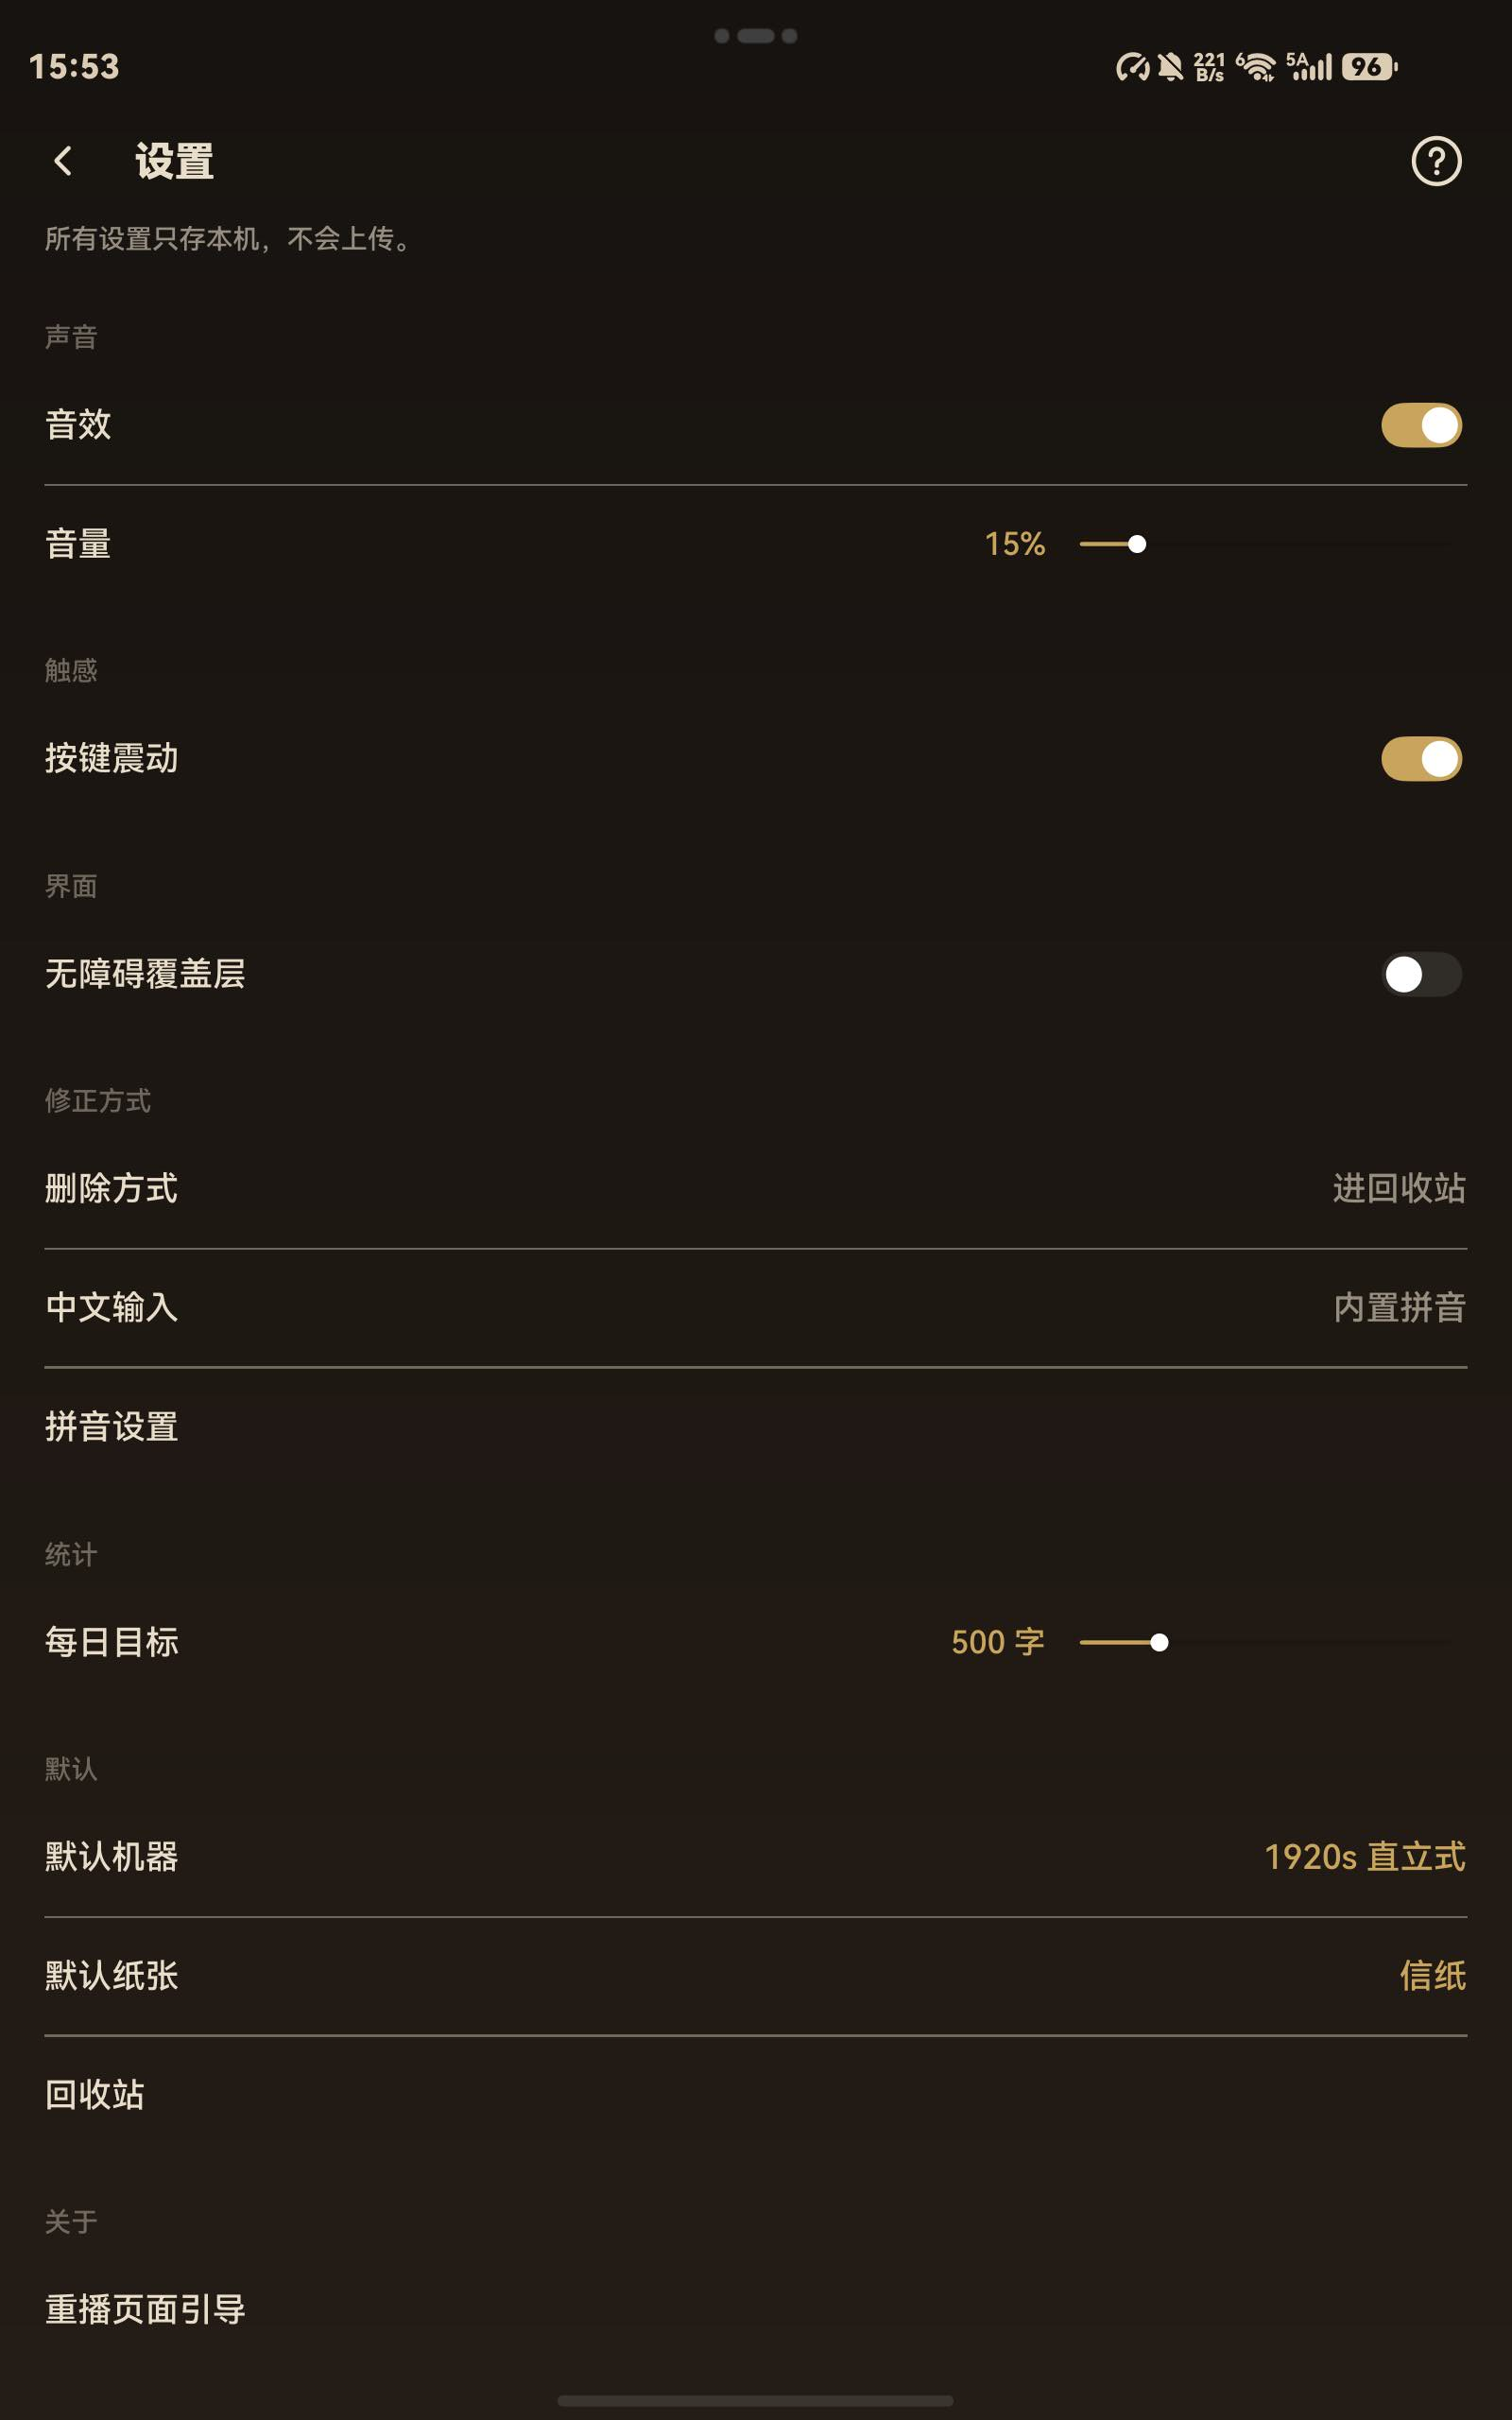 15:53
221 B/s 6 5A 96
设置
所有设置只存本机，不会上传。
声音
音效
音量 15%
触感
按键震动
界面
无障碍覆盖层
修正方式
删除方式 进回收站
中文输入 内置拼音
拼音设置
统计
每日目标 500 字
默认
默认机器 1920s 直立式
默认纸张 信纸
回收站
关于
重播页面引导